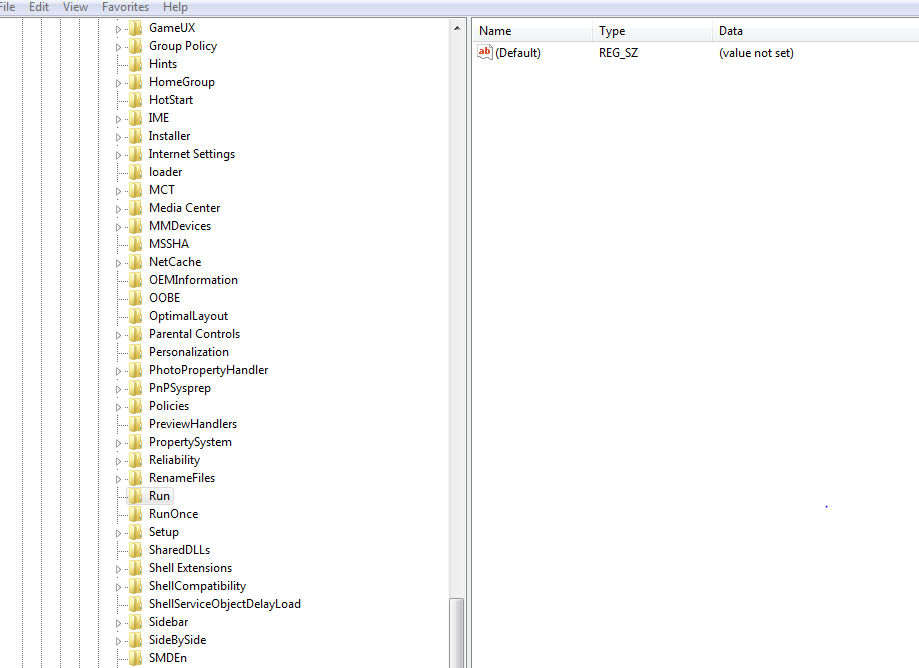 File Edit View Favorites Help
GameUX
Group Policy
Hints
HomeGroup
HotStart
IME
Installer
Internet Settings
loader
MCT
Media Center
MMDevices
MSSHA
NetCache
OEMInformation
OOBE
OptimalLayout
Parental Controls
Personalization
PhotoPropertyHandler
PnPSysprep
Policies
PreviewHandlers
PropertySystem
Reliability
RenameFiles
Run
RunOnce
Setup
SharedDLLs
Shell Extensions
ShellCompatibility
ShellServiceObjectDelayLoad
Sidebar
SideBySide
SMDEn
Name Type Data
ab (Default) REG_SZ (value not set)